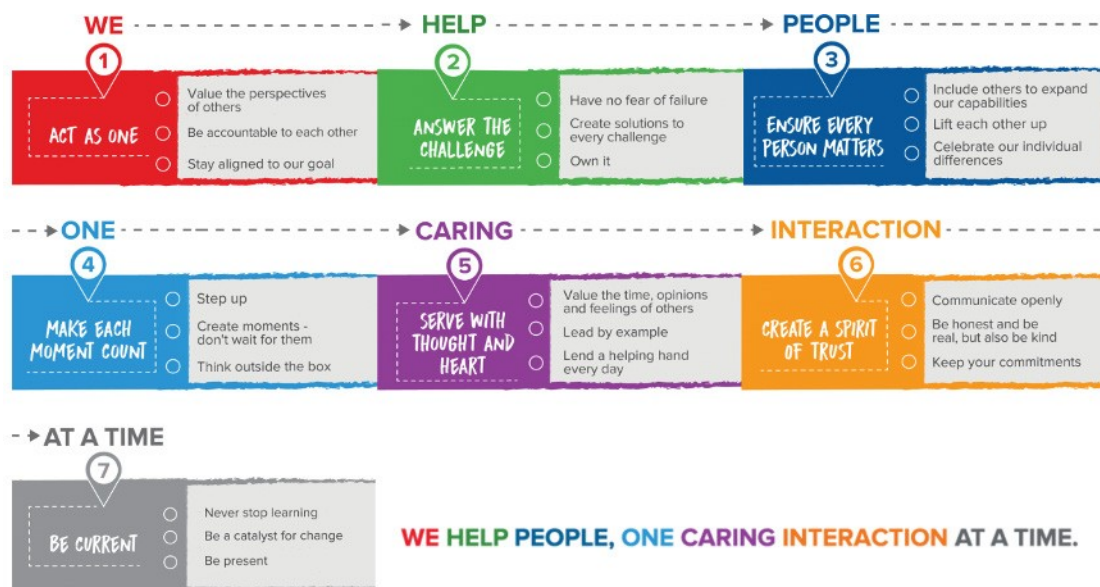 WE
1
ACT AS ONE
Value the perspectives
of others
Be accountable to each other
Stay aligned to our goal
HELP
2
ANSWER THE
CHALLENGE
Have no fear of failure
Create solutions to
every challenge
Own it
PEOPLE
3
ENSURE EVERY
PERSON MATTERS
Include others to expand
our capabilities
Lift each other up
Celebrate our individual
differences
ONE
4
MAKE EACH
MOMENT COUNT
Step up
Create moments -
don't wait for them
Think outside the box
CARING
5
SERVE WITH
THOUGHT AND
HEART
Value the time, opinions
and feelings of others
Lead by example
Lend a helping hand
every day
INTERACTION
6
CREATE A SPIRIT
OF TRUST
Communicate openly
Be honest and be
real, but also be kind
Keep your commitments
AT A TIME
7
BE CURRENT
Never stop learning
Be a catalyst for change
Be present
WE HELP PEOPLE, ONE CARING INTERACTION AT A TIME.